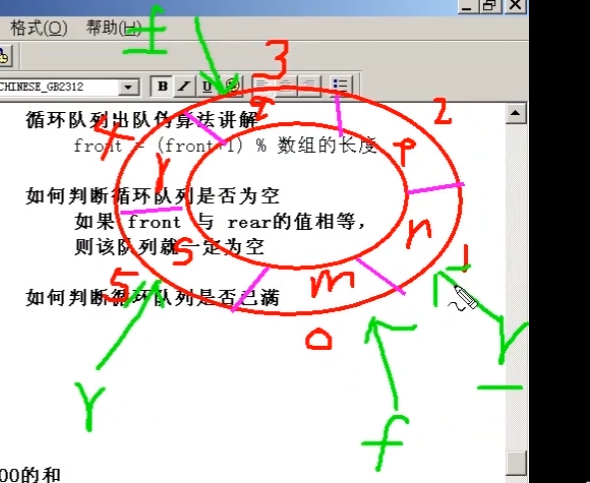 格式(O) 帮助(H)
CHINESE_GB2312 B I U
f
3
2
4
循环队列出队伪算法讲解
q
front = (front+1) % 数组的长度
p
r
如何判断循环队列是否为空
如果 front 与 rear的值相等，
n
则该队列就一定为空
S
1
5
m
如何判断循环队列是否已满
0
r
r
f
00的和